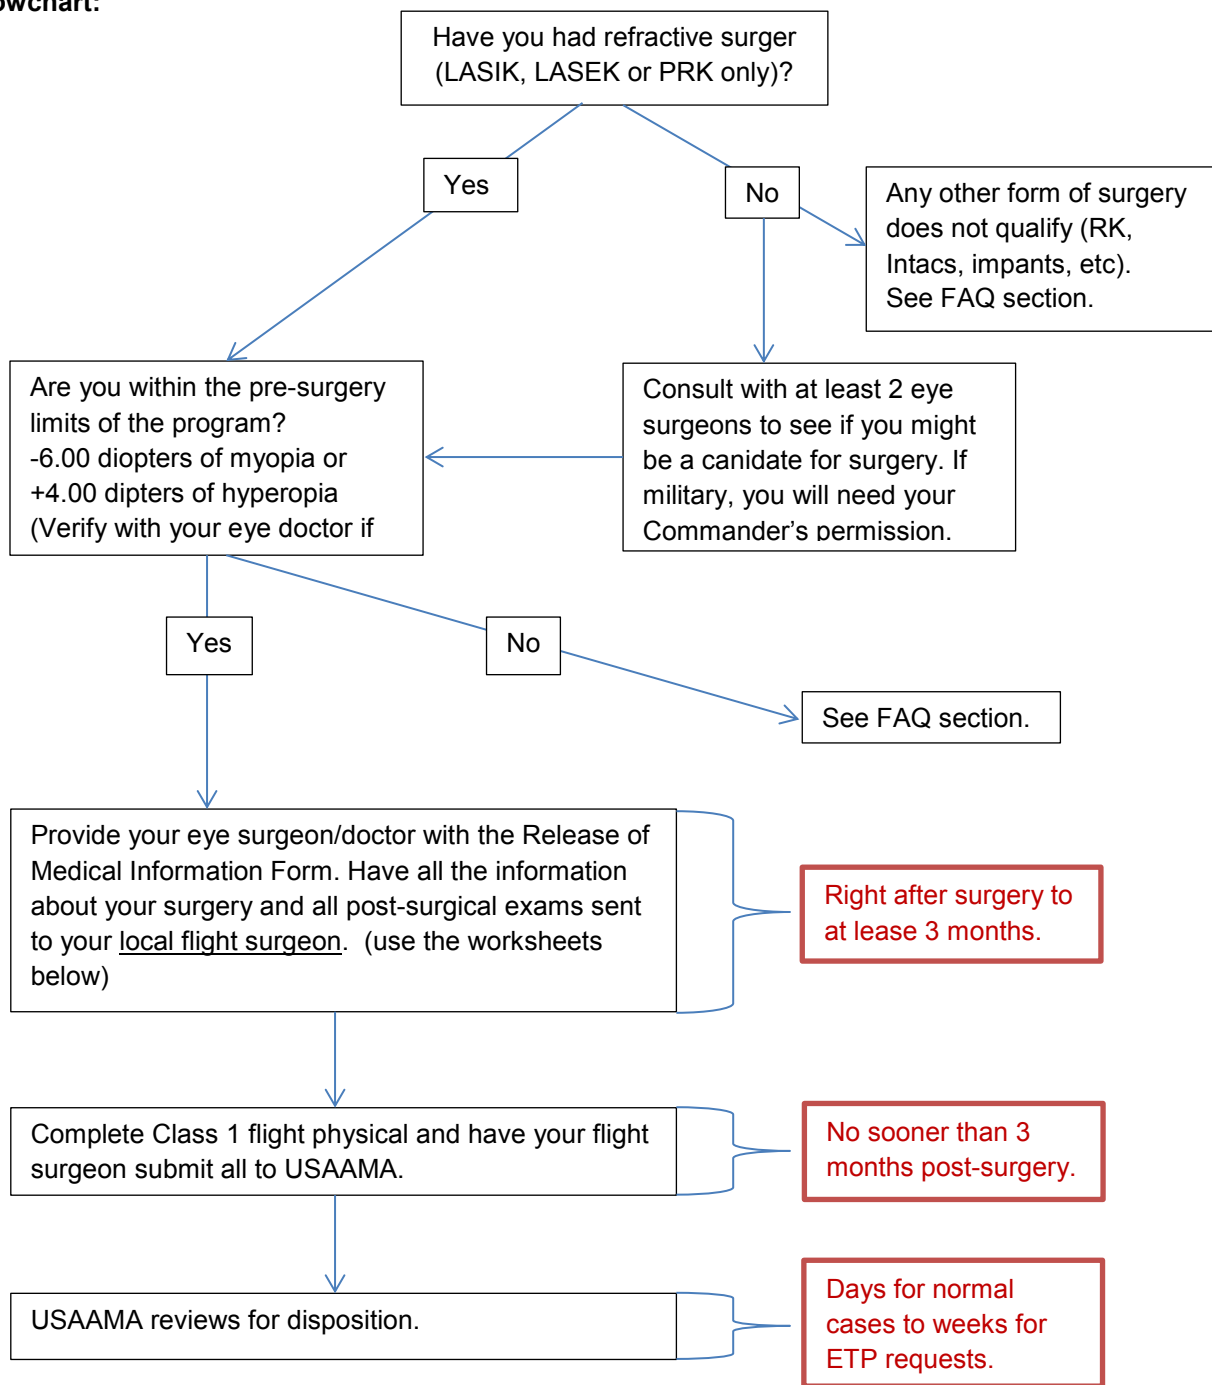 owchart:
Have you had refractive surger
(LASIK, LASEK or PRK only)?
Yes
No
Any other form of surgery
does not qualify (RK,
Intacs, impants, etc).
See FAQ section.
Are you within the pre-surgery
limits of the program?
-6.00 diopters of myopia or
+4.00 dipters of hyperopia
(Verify with your eye doctor if
Consult with at least 2 eye
surgeons to see if you might
be a canidate for surgery. If
military, you will need your
Commander’s permission.
Yes
No
See FAQ section.
Provide your eye surgeon/doctor with the Release of
Medical Information Form. Have all the information
about your surgery and all post-surgical exams sent
to your local flight surgeon.  (use the worksheets
below)
Right after surgery to
at lease 3 months.
Complete Class 1 flight physical and have your flight
surgeon submit all to USAAMA.
No sooner than 3
months post-surgery.
USAAMA reviews for disposition.
Days for normal
cases to weeks for
ETP requests.